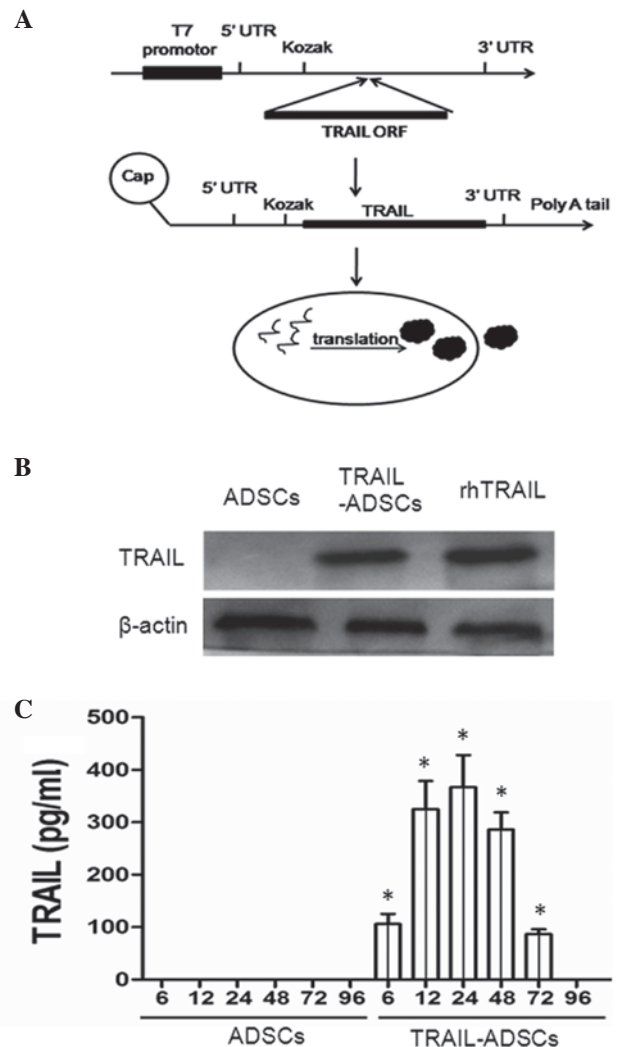 A
T7
promotor
5' UTR
Kozak
3' UTR
TRAIL ORF
Cap
5' UTR
Kozak
TRAIL
3' UTR
Poly A tail
translation
B
ADSCs
TRAIL
-ADSCs
rhTRAIL
TRAIL
β-actin
C
TRAIL (pg/ml)
500
400
300
200
100
0
* * * * *
6 12 24 48 72 96 6 12 24 48 72 96
ADSCs TRAIL-ADSCs